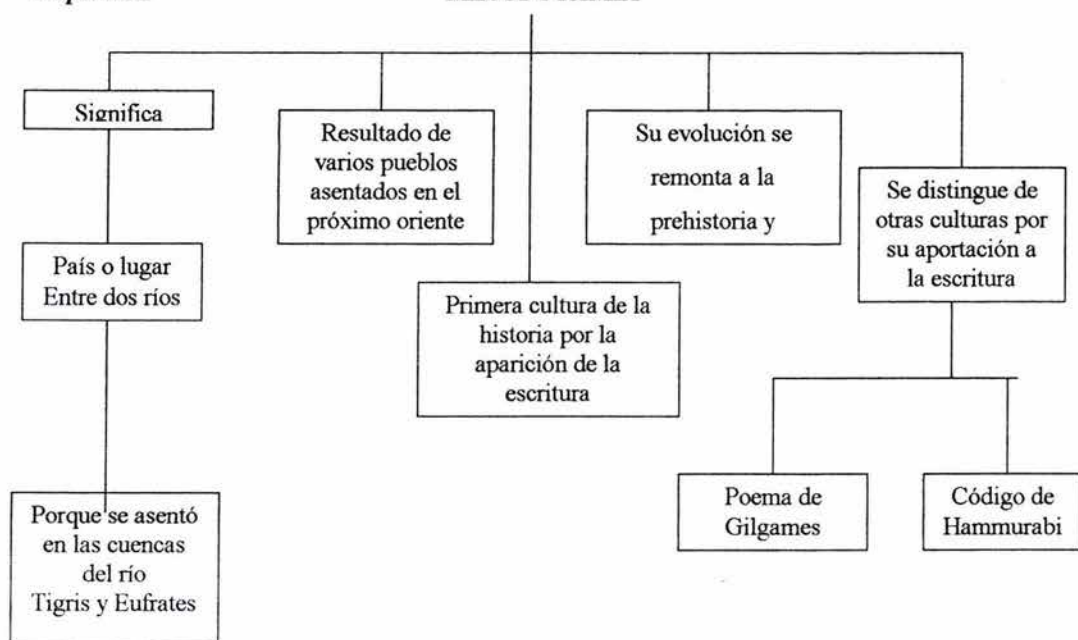 Significa
Resultado de
varios pueblos
asentados en el
próximo oriente
Su evolución se
remonta a la
prehistoria y
Se distingue de
otras culturas por
su aportación a
la escritura
País o lugar
Entre dos ríos
Primera cultura de la
historia por la
aparición de la
escritura
Poema de
Gilgames
Código de
Hammurabi
Porque se asentó
en las cuencas
del río
Tigris y Eufrates